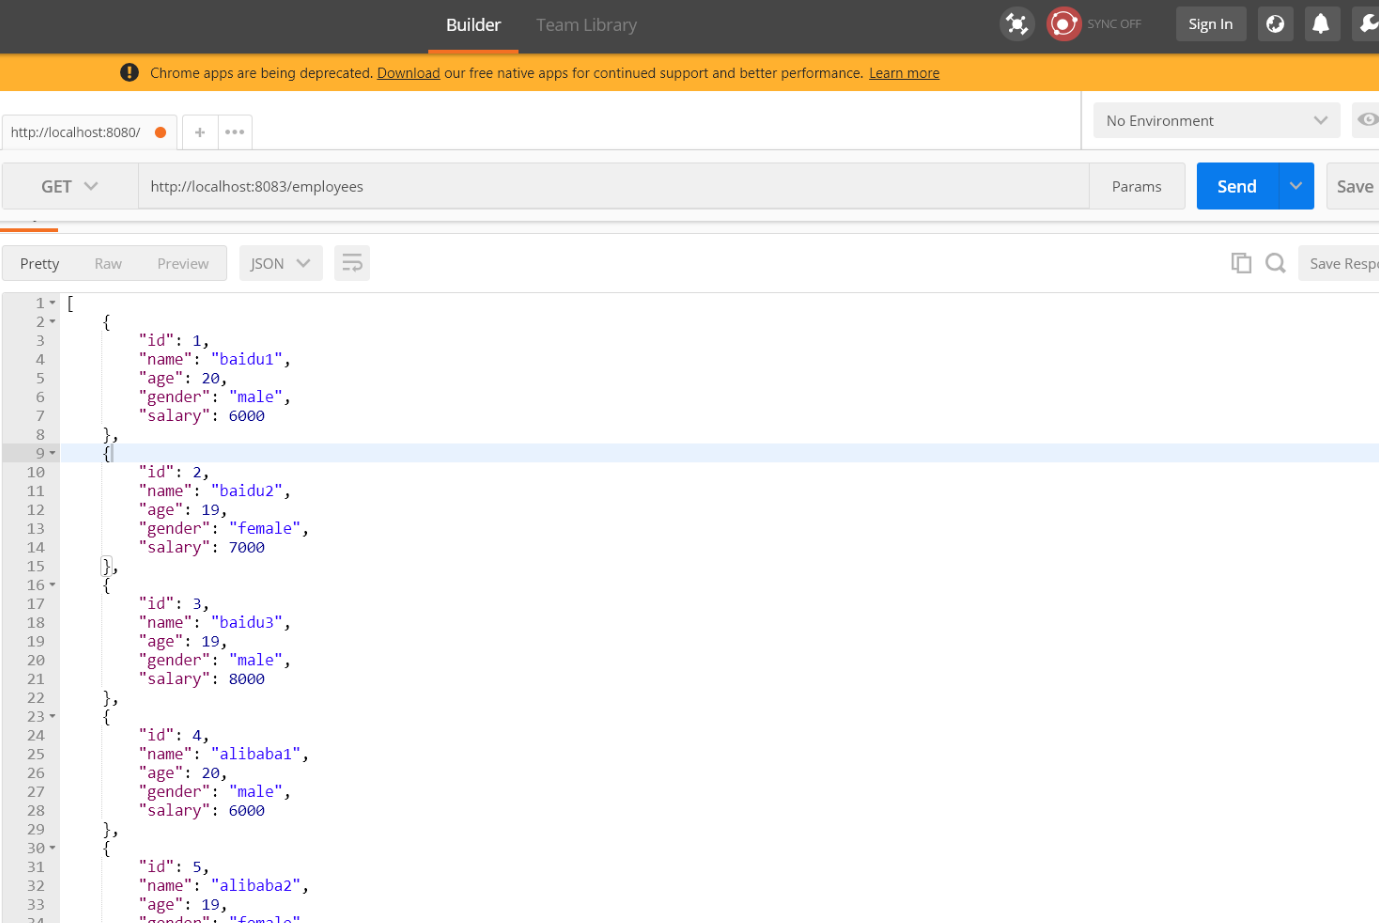 Builder Team Library SYNC OFF Sign In
Chrome apps are being deprecated. Download our free native apps for continued support and better performance. Learn more
http://localhost:8080/ + ••• No Environment
GET http://localhost:8083/employees Params Send Save
Pretty Raw Preview JSON Save Resp
1 [
2 {
3 "id": 1,
4 "name": "baidu1",
5 "age": 20,
6 "gender": "male",
7 "salary": 6000
8 },
9 {
10 "id": 2,
11 "name": "baidu2",
12 "age": 19,
13 "gender": "female",
14 "salary": 7000
15 },
16 {
17 "id": 3,
18 "name": "baidu3",
19 "age": 19,
20 "gender": "male",
21 "salary": 8000
22 },
23 {
24 "id": 4,
25 "name": "alibaba1",
26 "age": 20,
27 "gender": "male",
28 "salary": 6000
29 },
30 {
31 "id": 5,
32 "name": "alibaba2",
33 "age": 19,
34 "gender": "female"